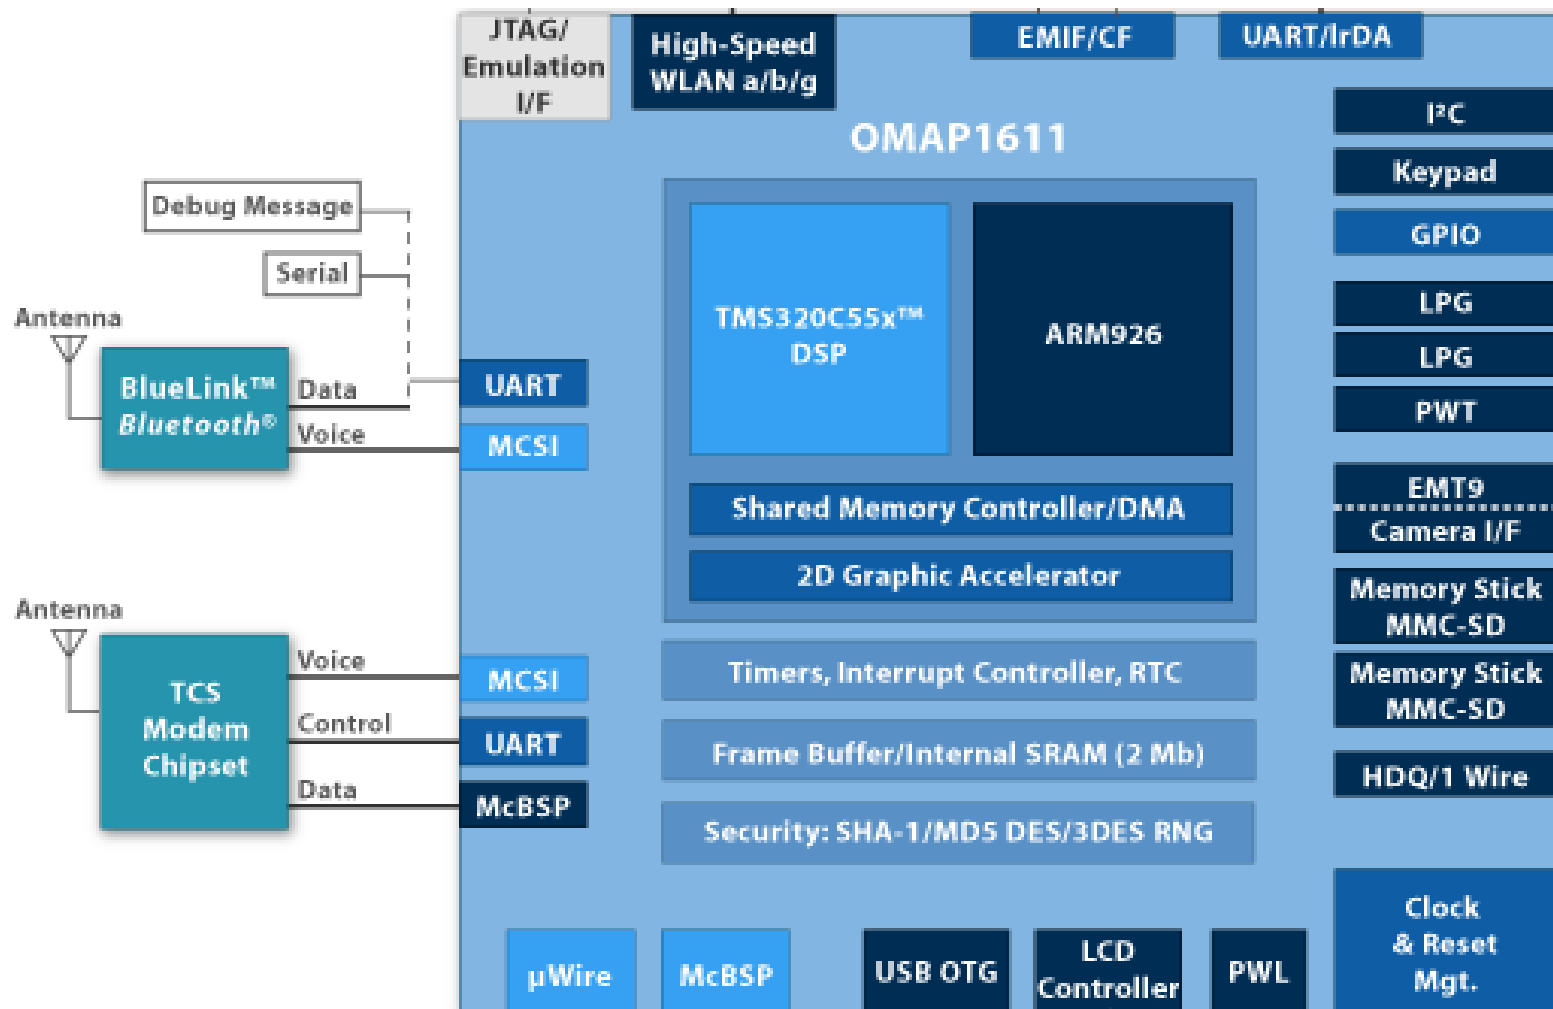 JTAG/
Emulation
I/F
High-Speed
WLAN a/b/g
EMIF/CF
UART/IrDA
OMAP1611
I²C
Keypad
GPIO
LPG
LPG
PWT
EMT9
Camera I/F
Memory Stick
MMC-SD
Memory Stick
MMC-SD
HDQ/1 Wire
Clock
& Reset
Mgt.
Debug Message
Serial
Antenna
BlueLink™
Bluetooth®
Data
Voice
UART
MCSI
TMS320C55x™
DSP
ARM926
Shared Memory Controller/DMA
2D Graphic Accelerator
Antenna
TCS
Modem
Chipset
Voice
Control
Data
MCSI
UART
McBSP
Timers, Interrupt Controller, RTC
Frame Buffer/Internal SRAM (2 Mb)
Security: SHA-1/MD5 DES/3DES RNG
µWire
McBSP
USB OTG
LCD
Controller
PWL